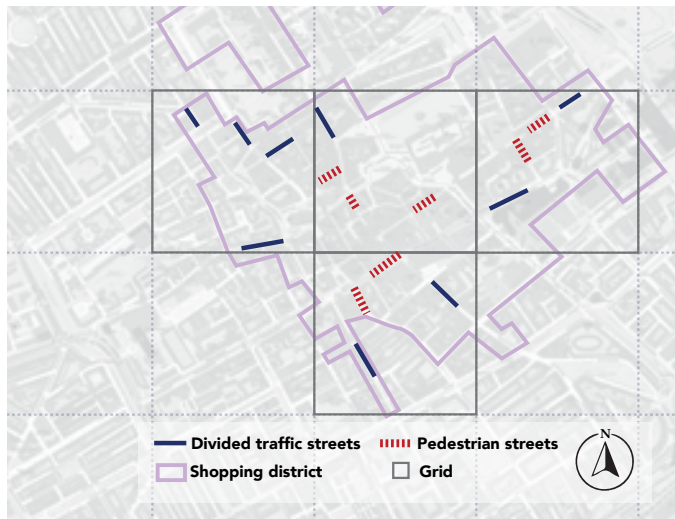 N
Divided traffic streets
Pedestrian streets
Shopping district
Grid